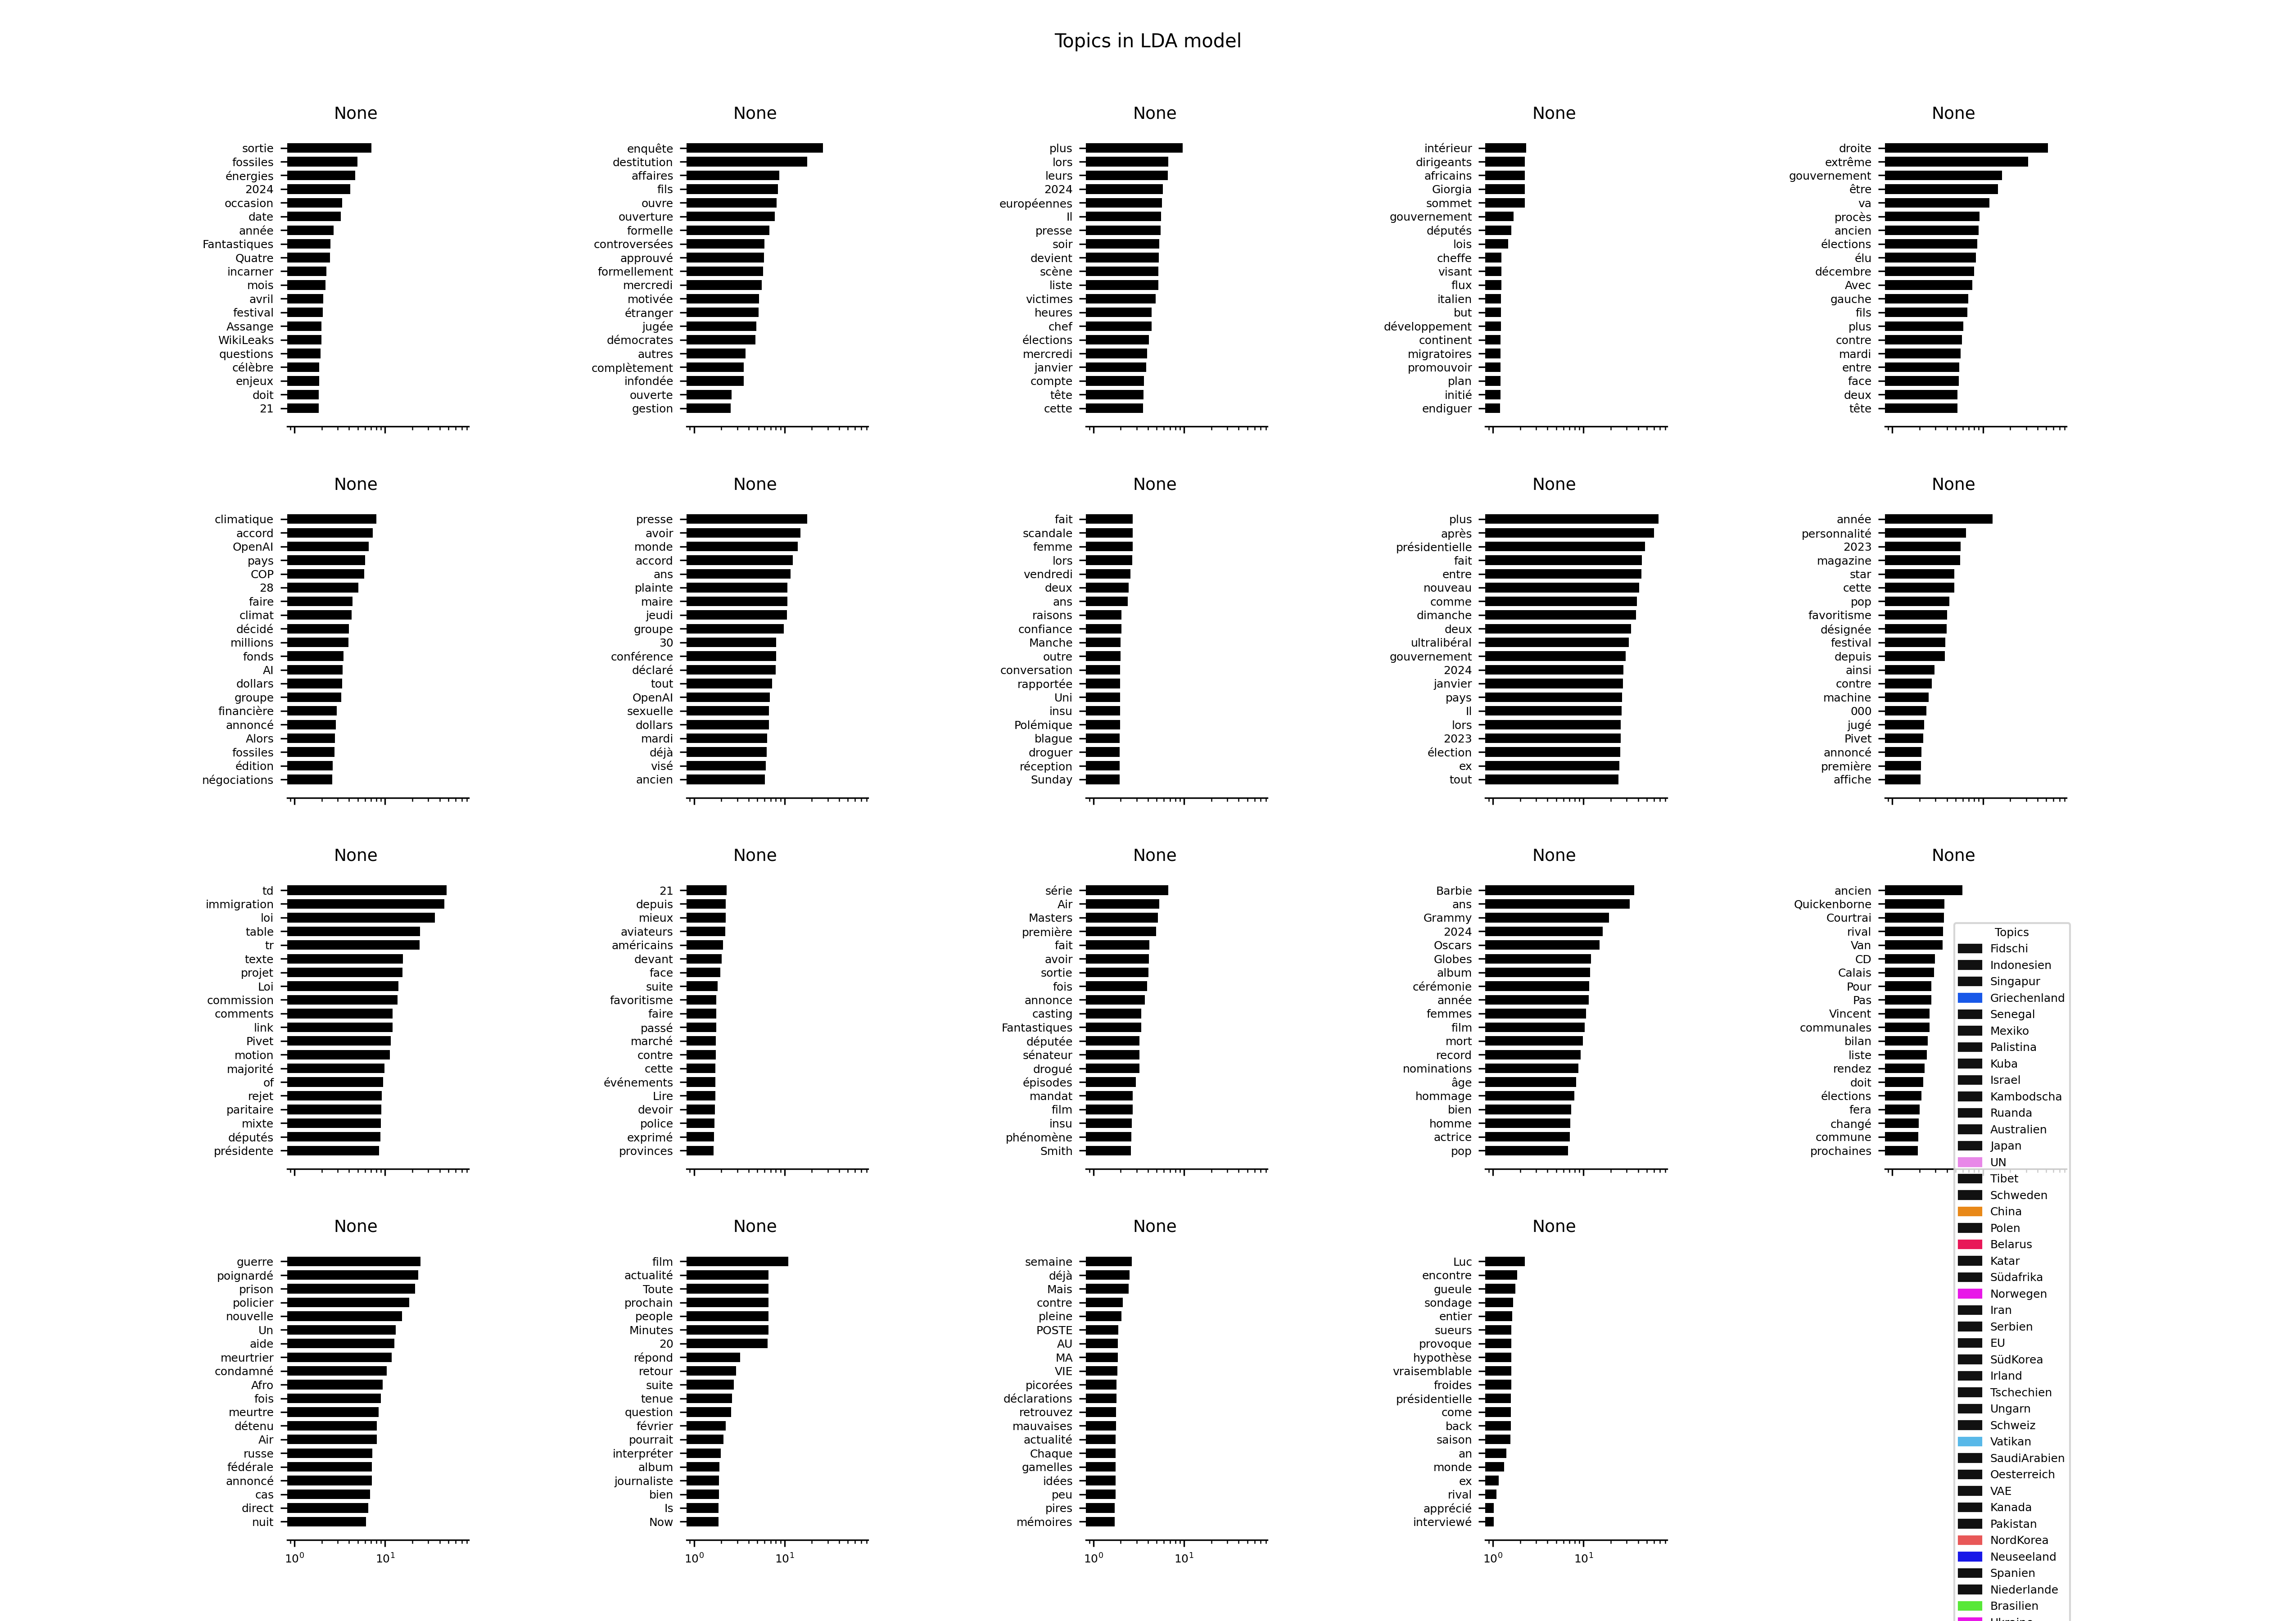 Topics in LDA model
None
sortie
fossiles
énergies
2024
occasion
date
année
Fantastiques
Quatre
incarner
mois
avril
festival
Assange
WikiLeaks
questions
célèbre
enjeux
doit
21
None
enquête
destitution
affaires
fils
ouvre
ouverture
formelle
controversées
approuvé
formellement
mercredi
motivée
étranger
jugée
démocrates
autres
complètement
infondée
ouverte
gestion
None
plus
lors
leurs
2024
européennes
Il
presse
soir
devient
scène
liste
victimes
heures
chef
élections
mercredi
janvier
compte
tête
cette
None
intérieur
dirigeants
africains
Giorgia
sommet
gouvernement
députés
lois
cheffe
visant
flux
italien
but
développement
continent
migratoires
promouvoir
plan
initié
endiguer
None
droite
extrême
gouvernement
être
va
procès
ancien
élections
élu
décembre
Avec
gauche
fils
plus
contre
mardi
entre
face
deux
tête
None
climatique
accord
OpenAI
pays
COP
28
faire
climat
décidé
millions
fonds
AI
dollars
groupe
financière
annoncé
Alors
fossiles
édition
négociations
None
presse
avoir
monde
accord
ans
plainte
maire
jeudi
groupe
30
conférence
déclaré
tout
OpenAI
sexuelle
dollars
mardi
déjà
visé
ancien
None
fait
scandale
femme
lors
vendredi
deux
ans
raisons
confiance
Manche
outre
conversation
rapportée
Uni
insu
Polémique
blague
droguer
réception
Sunday
None
plus
après
présidentielle
fait
entre
nouveau
comme
dimanche
deux
ultralibéral
gouvernement
2024
janvier
pays
Il
lors
2023
élection
ex
tout
None
année
personnalité
2023
magazine
star
cette
pop
favoritisme
désignée
festival
depuis
ainsi
contre
machine
000
jugé
Pivet
annoncé
première
affiche
None
td
immigration
loi
table
tr
texte
projet
Loi
commission
comments
link
Pivet
motion
majorité
of
rejet
paritaire
mixte
députés
présidente
None
21
depuis
mieux
aviateurs
américains
devant
face
suite
favoritisme
faire
passé
marché
contre
cette
événements
Lire
devoir
police
exprimé
provinces
None
série
Air
Masters
première
fait
avoir
sortie
fois
annonce
casting
Fantastiques
députée
sénateur
drogué
épisodes
mandat
film
insu
phénomène
Smith
None
Barbie
ans
Grammy
2024
Oscars
Globes
album
cérémonie
année
femmes
film
mort
record
nominations
âge
hommage
bien
homme
actrice
pop
None
ancien
Quickenborne
Courtrai
rival
Van
CD
Calais
Pour
Pas
Vincent
communales
bilan
liste
rendez
doit
élections
fera
changé
commune
prochaines
None
guerre
poignardé
prison
policier
nouvelle
Un
aide
meurtrier
condamné
Afro
fois
meurtre
détenu
Air
russe
fédérale
annoncé
cas
direct
nuit
10⁰ 10¹
None
film
actualité
Toute
prochain
people
Minutes
20
répond
retour
suite
tenue
question
février
pourrait
interpréter
album
journaliste
bien
Is
Now
10⁰ 10¹
None
semaine
déjà
Mais
contre
pleine
POSTE
AU
MA
VIE
picorées
déclarations
retrouvez
mauvaises
actualité
Chaque
gamelles
idées
peu
pires
mémoires
10⁰ 10¹
None
Luc
encontre
gueule
sondage
entier
sueurs
provoque
hypothèse
vraisemblable
froides
présidentielle
come
back
saison
an
monde
ex
rival
apprécié
interviewé
10⁰ 10¹
Topics
Fidschi
Indonesien
Singapur
Griechenland
Senegal
Mexiko
Palistina
Kuba
Israel
Kambodscha
Ruanda
Australien
Japan
UN
Tibet
Schweden
China
Polen
Belarus
Katar
Südafrika
Norwegen
Iran
Serbien
EU
SüdKorea
Irland
Tschechien
Ungarn
Schweiz
Vatikan
SaudiArabien
Oesterreich
VAE
Kanada
Pakistan
NordKorea
Neuseeland
Spanien
Niederlande
Brasilien